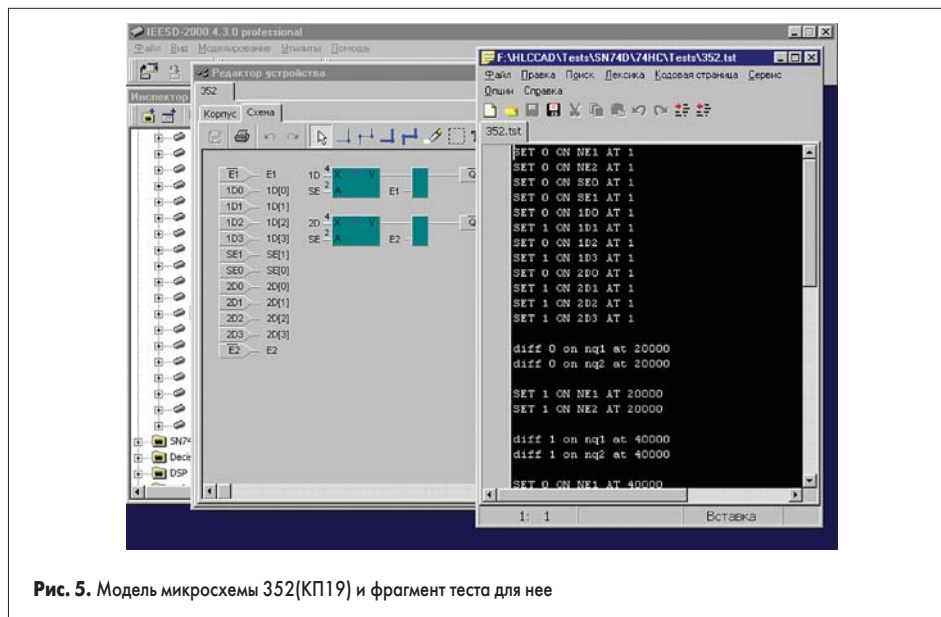 IEESD-2000 4.3.0 professional
Файл Вид Моделирование Утилиты Помощь
Инспектор
Редактор устройства
352
Корпус Схема
E1 E1
1D0 1D[0]
1D1 1D[1]
1D2 1D[2]
1D3 1D[3]
SE1 SE[1]
SE0 SE[0]
2D0 2D[0]
2D1 2D[1]
2D2 2D[2]
2D3 2D[3]
E2 E2
1D 4 X Y Q
SE 2 A E1
2D 4 X Y Q
SE 2 A E2
SN74
Decis
DSP
F:\HLCCAD\Tests\SN74D\74HC\Tests\352.tst
Файл Правка Поиск Лексика Кодовая страница Сервис
Опции Справка
352.tst
SET 0 ON NE1 AT 1
SET 0 ON NE2 AT 1
SET 0 ON SE0 AT 1
SET 0 ON SE1 AT 1
SET 0 ON 1D0 AT 1
SET 1 ON 1D1 AT 1
SET 0 ON 1D2 AT 1
SET 1 ON 1D3 AT 1
SET 0 ON 2D0 AT 1
SET 1 ON 2D1 AT 1
SET 1 ON 2D2 AT 1
SET 1 ON 2D3 AT 1
diff 0 on nq1 at 20000
diff 0 on nq2 at 20000
SET 1 ON NE1 AT 20000
SET 1 ON NE2 AT 20000
diff 1 on nq1 at 40000
diff 1 on nq2 at 40000
SET 0 ON NE1 AT 40000
1: 1 Вставка
Рис. 5. Модель микросхемы 352(КП19) и фрагмент теста для нее